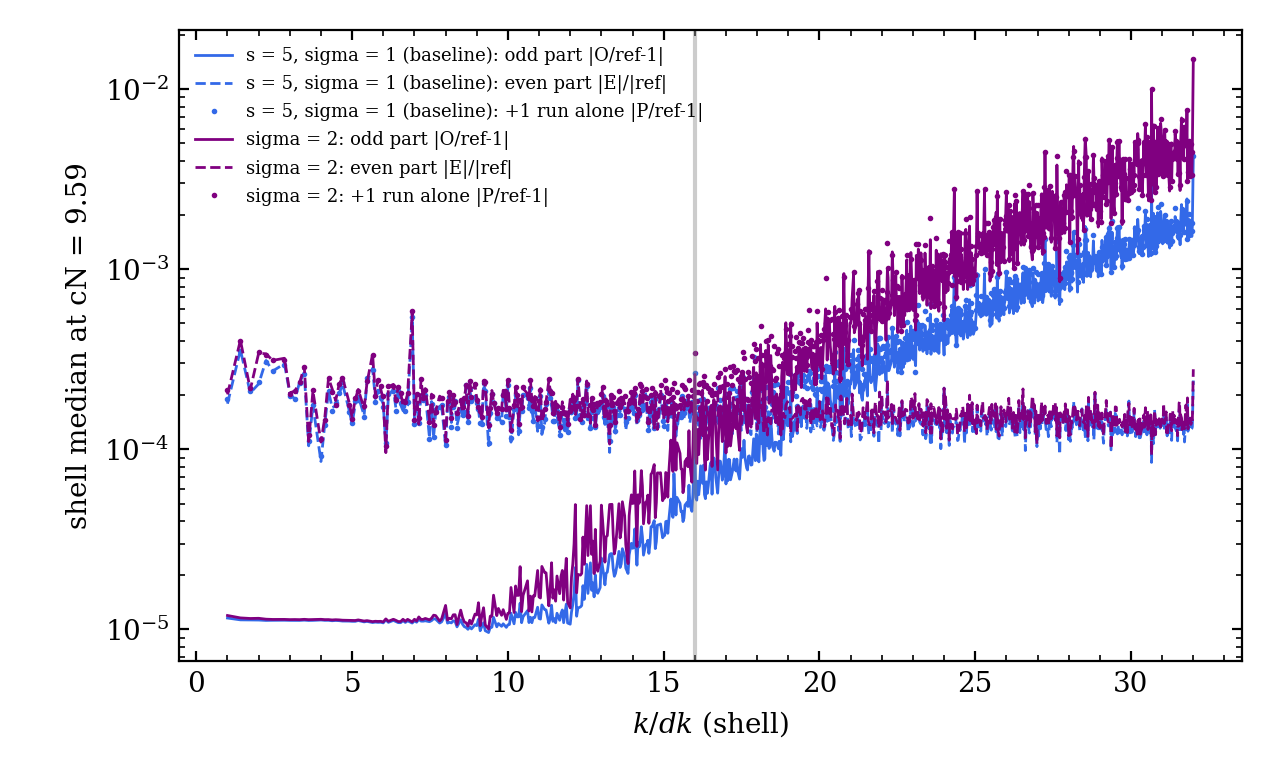 s = 5, sigma = 1 (baseline): odd part |O/ref-1|
s = 5, sigma = 1 (baseline): even part |E|/|ref|
s = 5, sigma = 1 (baseline): +1 run alone |P/ref-1|
sigma = 2: odd part |O/ref-1|
sigma = 2: even part |E|/|ref|
sigma = 2: +1 run alone |P/ref-1|
shell median at cN = 9.59
10⁻²
10⁻³
10⁻⁴
10⁻⁵
0 5 10 15 20 25 30
k/dk (shell)